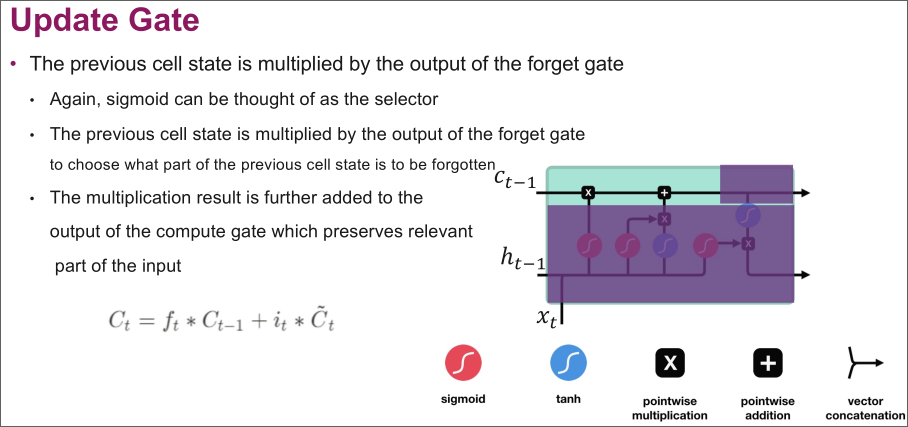 Update Gate
• The previous cell state is multiplied by the output of the forget gate
• Again, sigmoid can be thought of as the selector
• The previous cell state is multiplied by the output of the forget gate
to choose what part of the previous cell state is to be forgotten
• The multiplication result is further added to the
output of the compute gate which preserves relevant
part of the input
C_t = f_t * C_{t-1} + i_t * C̃_t
c_{t-1}
x
+
x
x
h_{t-1}
x_t
X
+
sigmoid
tanh
pointwise
multiplication
pointwise
addition
vector
concatenation